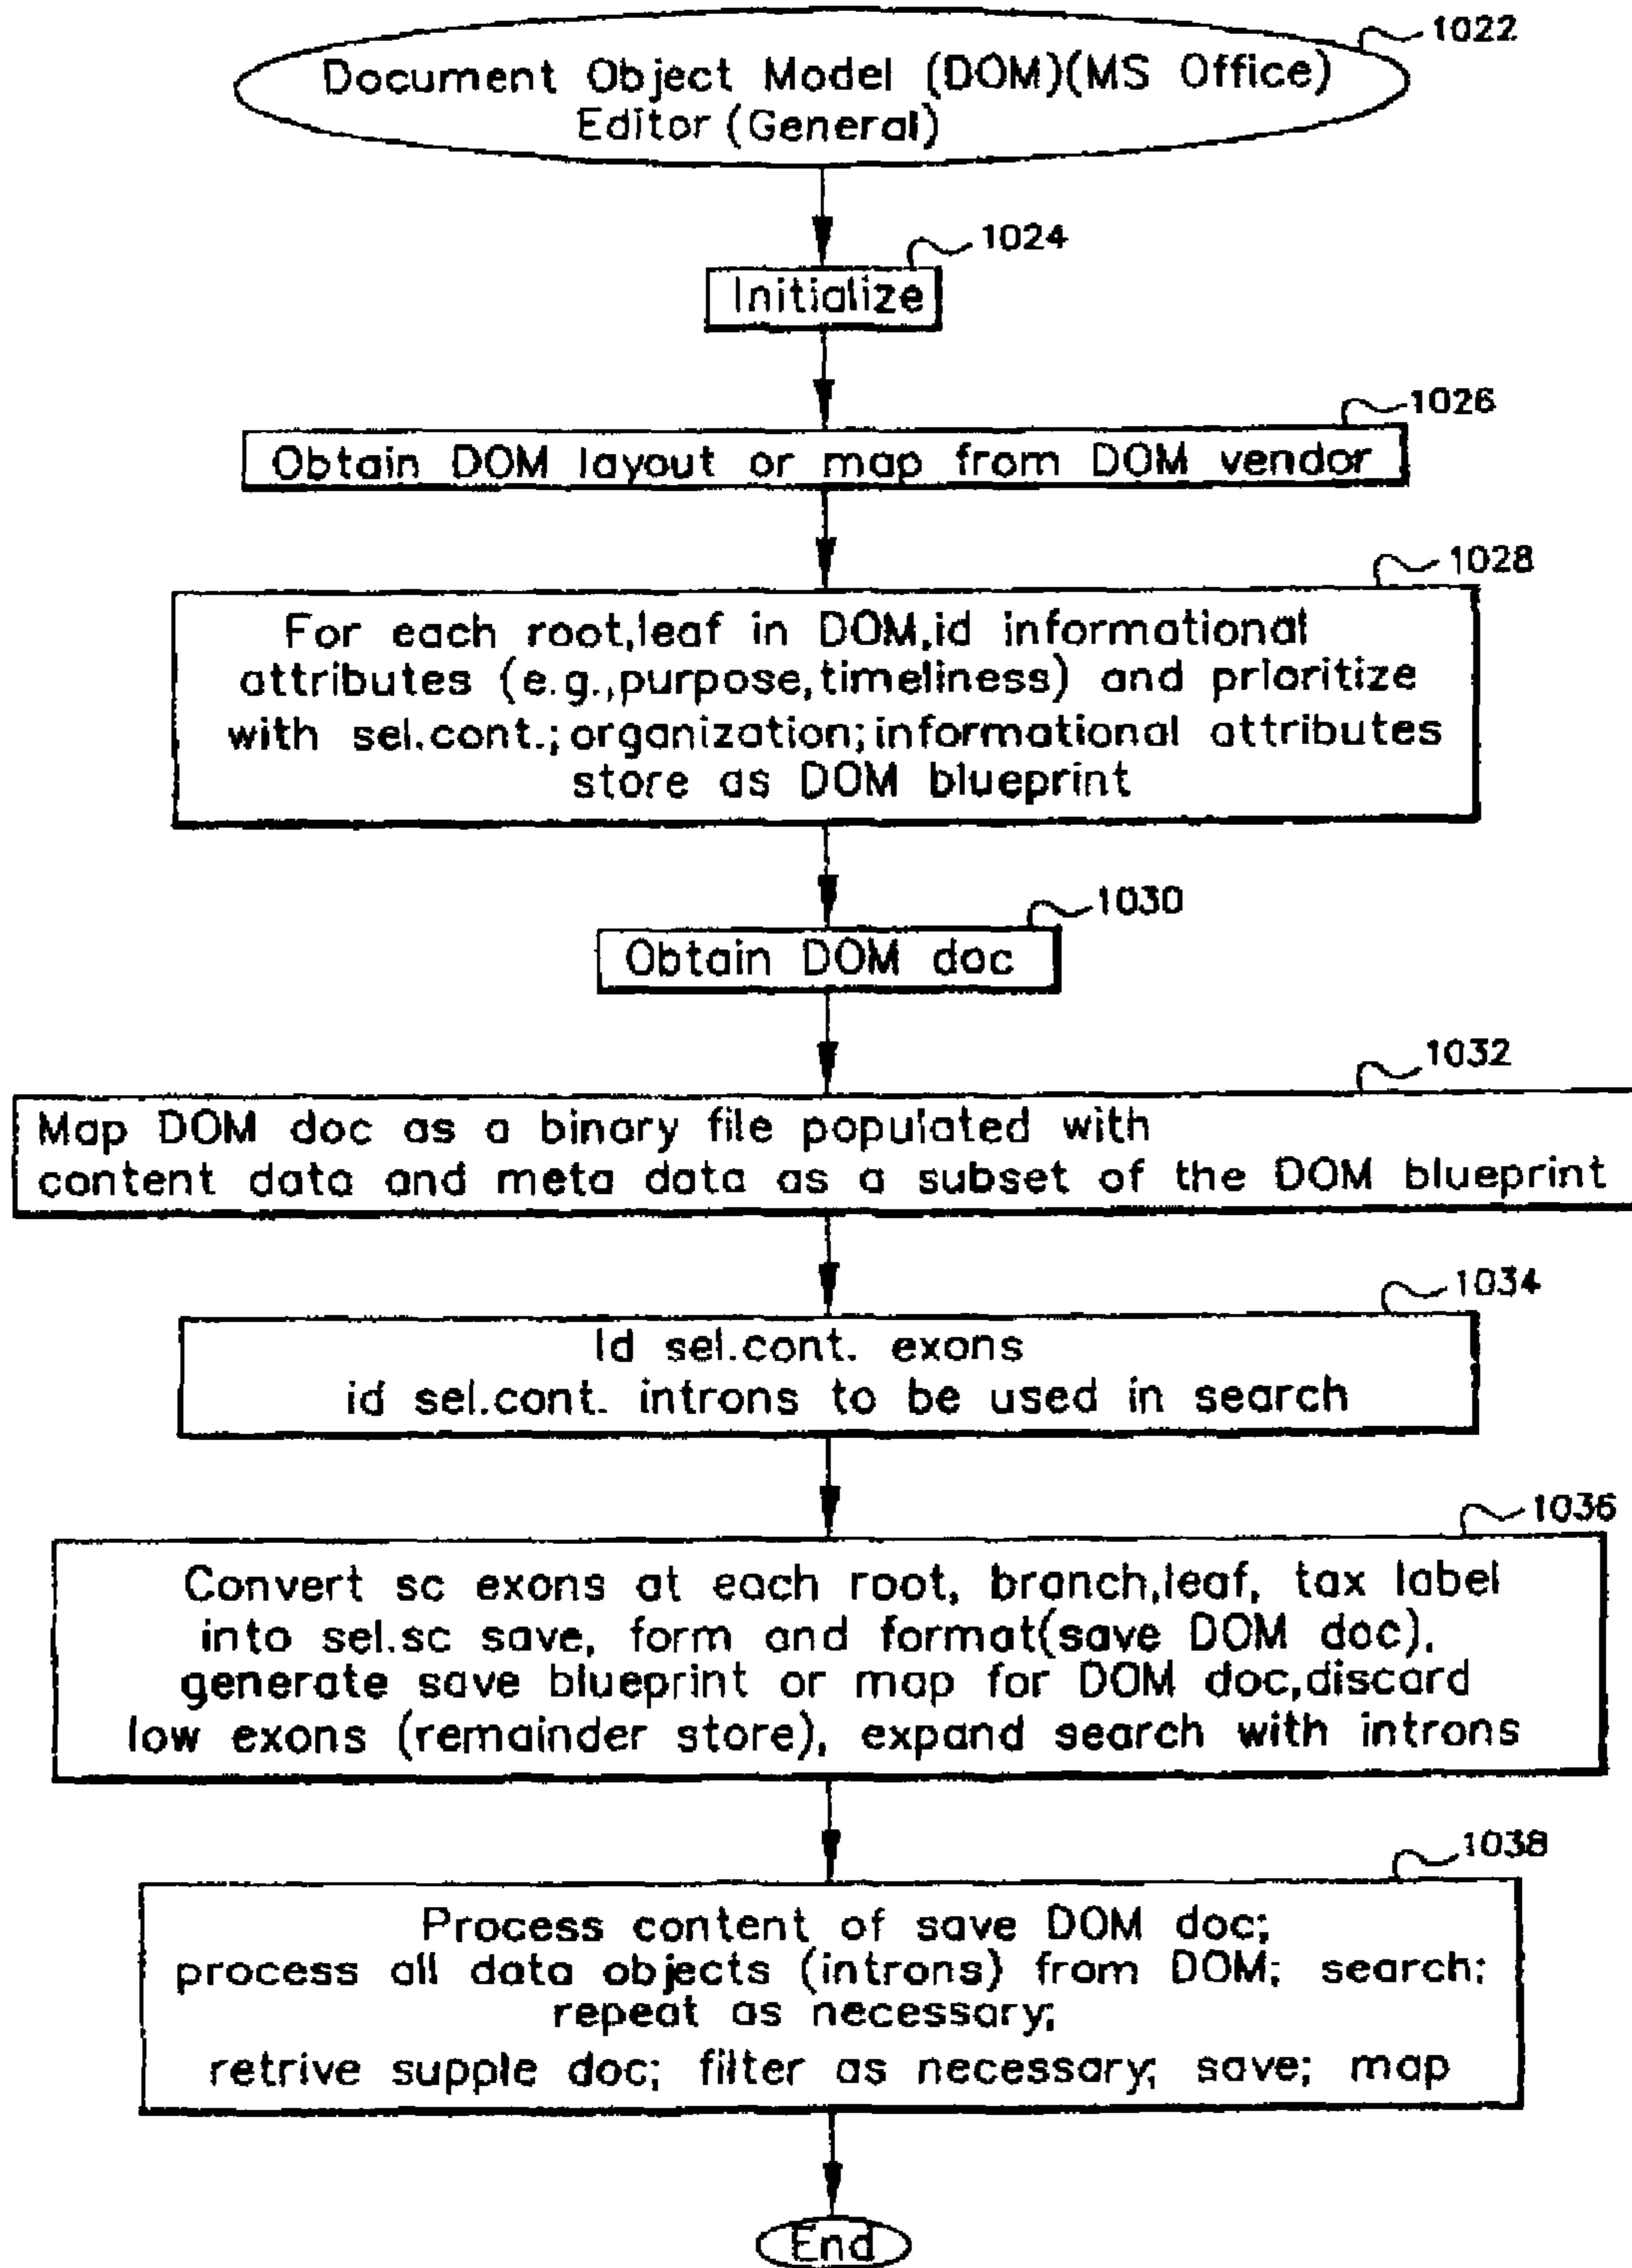 1022
Document Object Model (DOM)(MS Office)
Editor (General)
1024
Initialize
1026
Obtain DOM layout or map from DOM vendor
1028
For each root,leaf in DOM,id informational
attributes (e.g.,purpose,timeliness) and prioritize
with sel.cont.;organization;informational attributes
store as DOM blueprint
1030
Obtain DOM doc
1032
Map DOM doc as a binary file populated with
content data and meta data as a subset of the DOM blueprint
1034
Id sel.cont. exons
id sel.cont. introns to be used in search
1036
Convert sc exons at each root, branch,leaf, tax label
into sel.sc save, form and format(save DOM doc).
generate save blueprint or map for DOM doc,discard
low exons (remainder store), expand search with introns
1038
Process content of save DOM doc;
process all data objects (introns) from DOM; search;
repeat as necessary;
retrive supple doc; filter as necessary; save; map
End